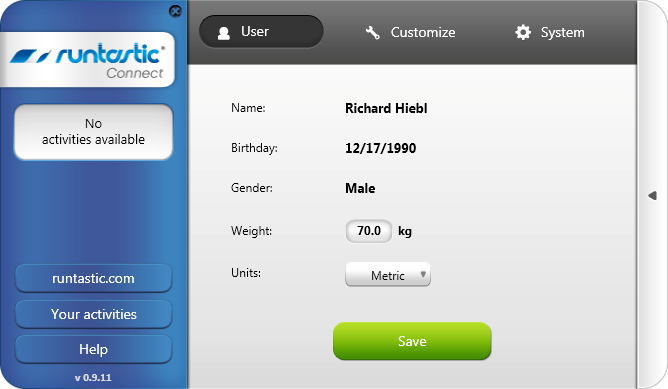 runtastic
Connect
No
activities available
runtastic.com
Your activities
Help
v 0.9.11
User
Customize
System
Name: Richard Hiebl
Birthday: 12/17/1990
Gender: Male
Weight: 70.0 kg
Units: Metric
Save